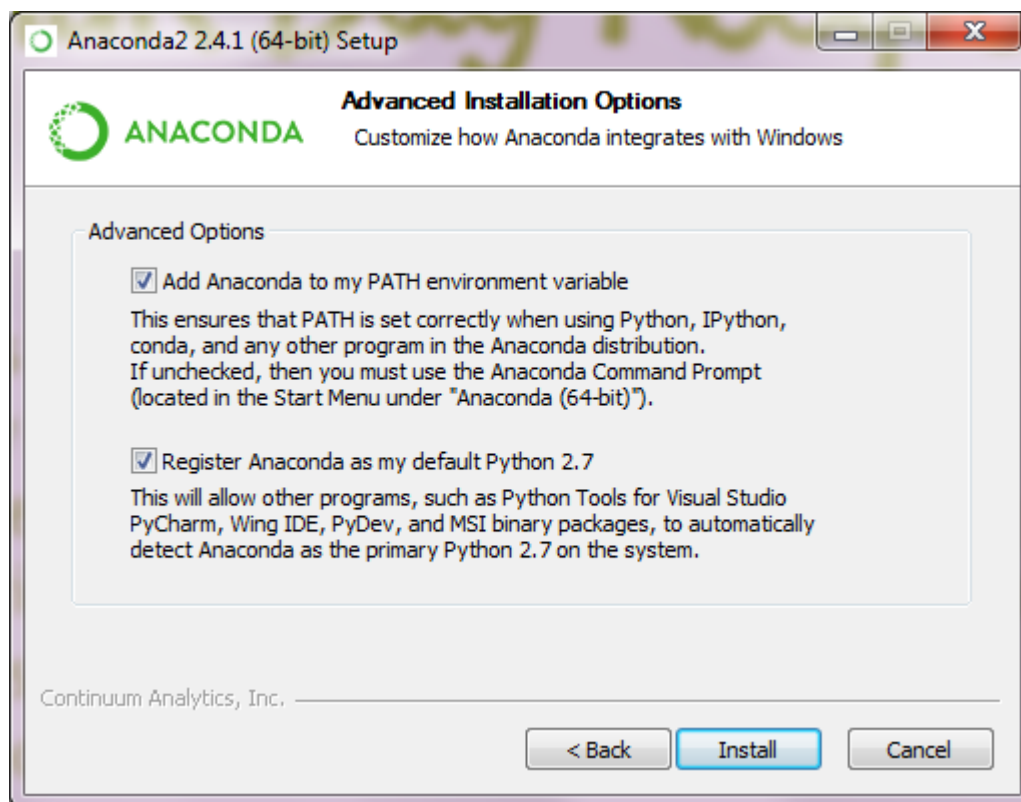 Anaconda2 2.4.1 (64-bit) Setup
ANACONDA
Advanced Installation Options
Customize how Anaconda integrates with Windows
Advanced Options
Add Anaconda to my PATH environment variable
This ensures that PATH is set correctly when using Python, IPython,
conda, and any other program in the Anaconda distribution.
If unchecked, then you must use the Anaconda Command Prompt
(located in the Start Menu under "Anaconda (64-bit)").
Register Anaconda as my default Python 2.7
This will allow other programs, such as Python Tools for Visual Studio
PyCharm, Wing IDE, PyDev, and MSI binary packages, to automatically
detect Anaconda as the primary Python 2.7 on the system.
Continuum Analytics, Inc.
< Back
Install
Cancel